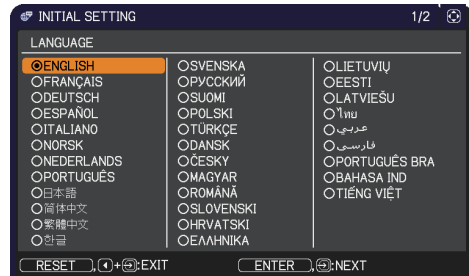 INITIAL SETTING 1/2
LANGUAGE
ENGLISH
FRANÇAIS
DEUTSCH
ESPAÑOL
ITALIANO
NORSK
NEDERLANDS
PORTUGUÊS
日本語
简体中文
繁體中文
한글
SVENSKA
РУССКИЙ
SUOMI
POLSKI
TÜRKÇE
DANSK
ČESKY
MAGYAR
ROMÂNĂ
SLOVENSKI
HRVATSKI
ΕΛΛΗΝΙΚΑ
LIETUVIŲ
EESTI
LATVIEŠU
ไทย
عربي
فارسی
PORTUGUÊS BRA
BAHASA IND
TIẾNG VIỆT
RESET ,+:EXIT ENTER ,:NEXT